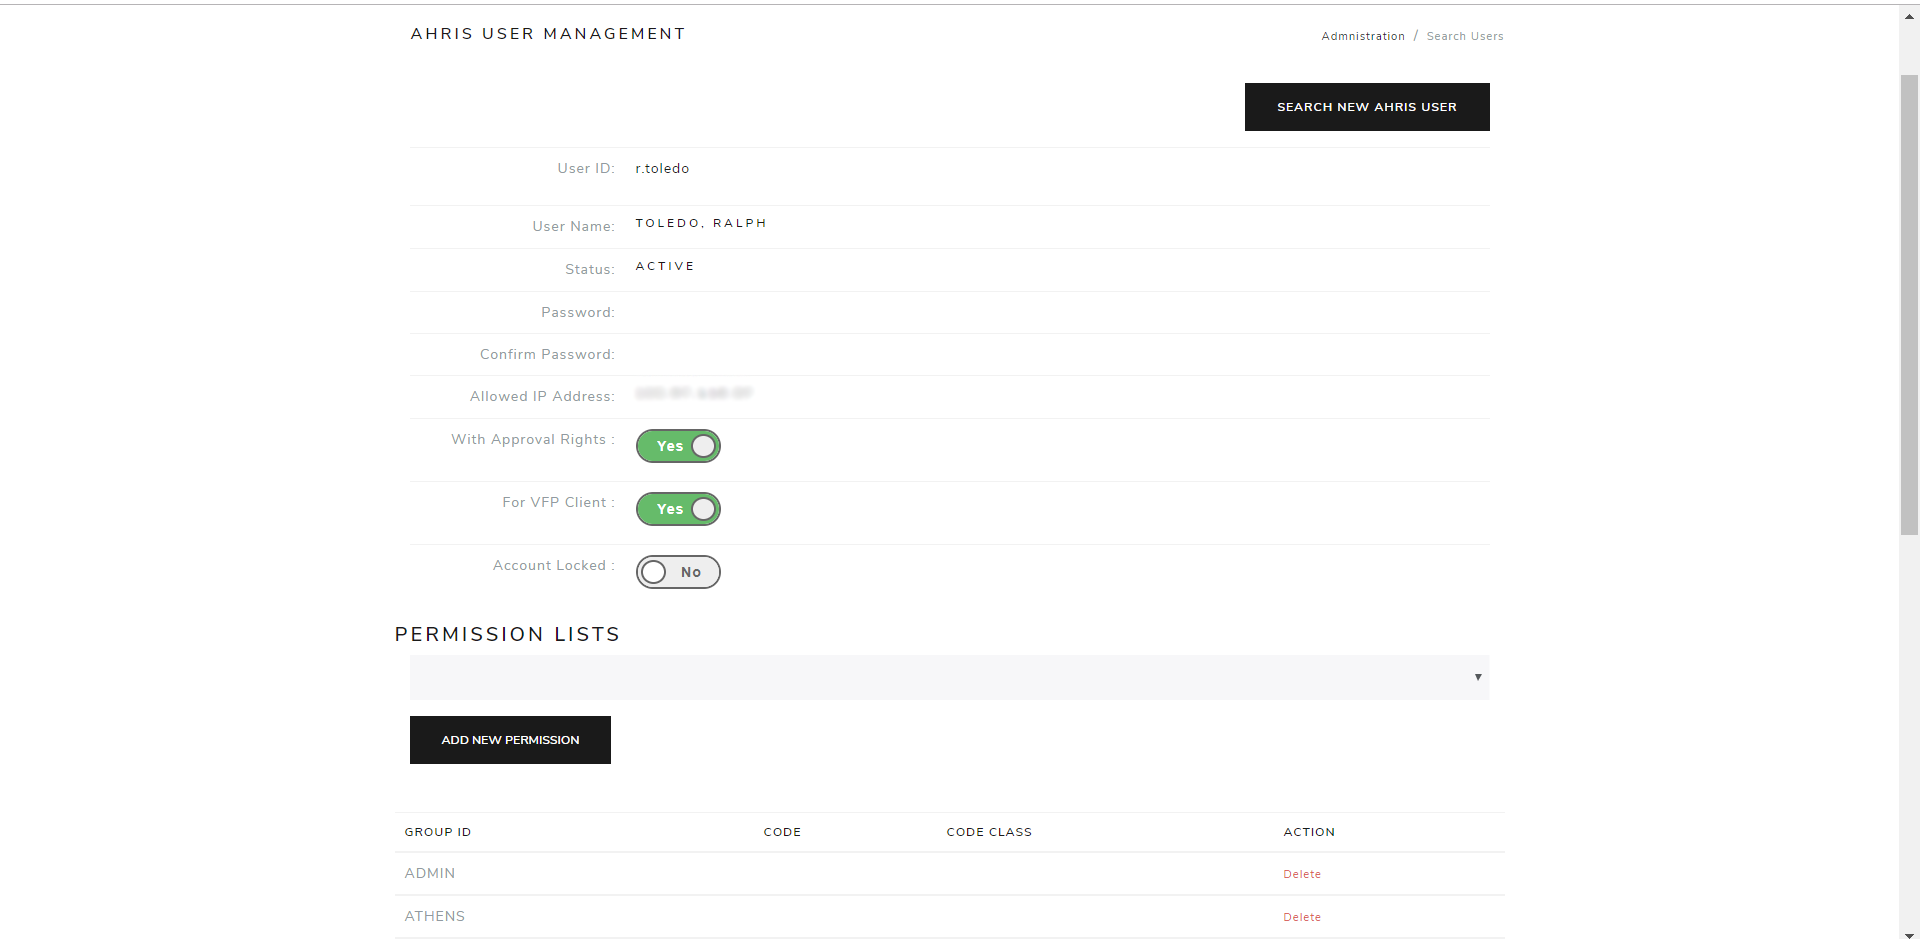 AHRIS USER MANAGEMENT
Admnistration / Search Users
SEARCH NEW AHRIS USER
User ID: r.toledo
User Name: TOLEDO, RALPH
Status: ACTIVE
Password:
Confirm Password:
Allowed IP Address:
With Approval Rights : Yes
For VFP Client : Yes
Account Locked : No
PERMISSION LISTS
ADD NEW PERMISSION
GROUP ID CODE CODE CLASS ACTION
ADMIN Delete
ATHENS Delete